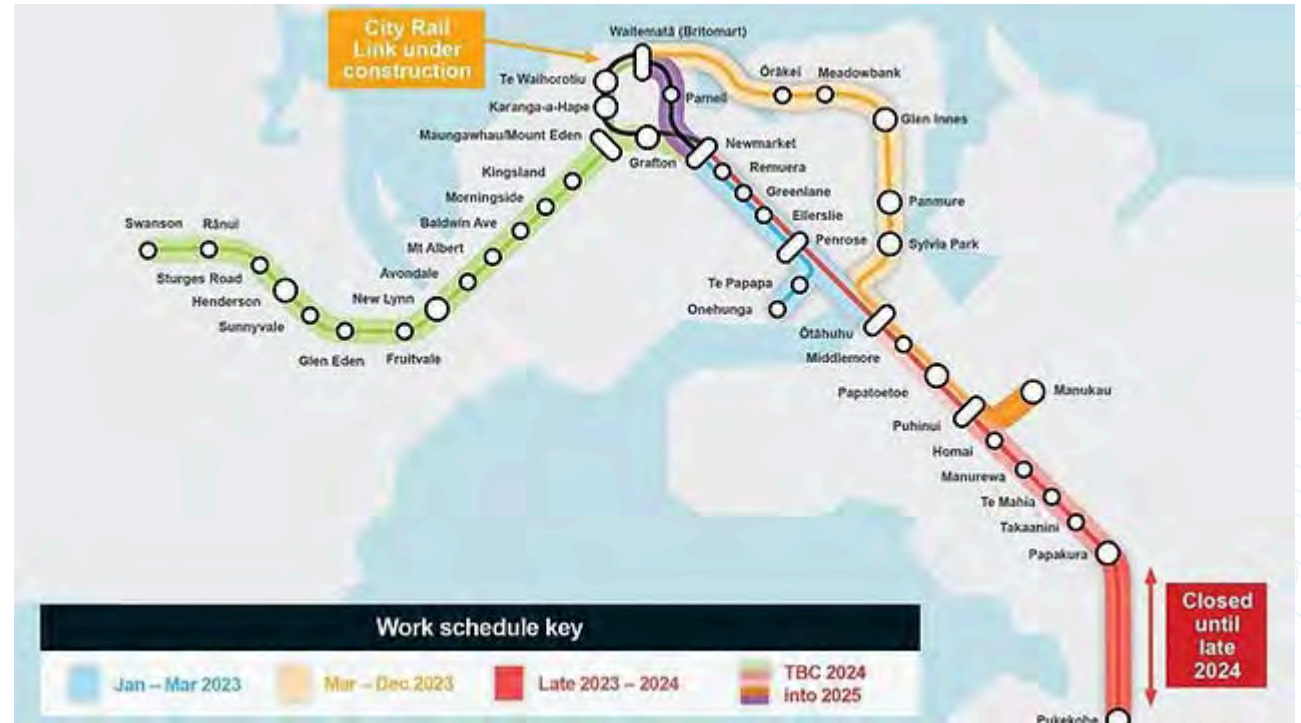 City Rail
Link under
construction
Waitematā (Britomart)
Te Waihorotiu
Karanga-a-Hape
Maungawhau/Mount Eden
Parnell
Ōrākei
Meadowbank
Glen Innes
Grafton
Newmarket
Kingsland
Remuera
Morningside
Greenlane
Baldwin Ave
Ellerslie
Panmure
Swanson
Rānui
Mt Albert
Penrose
Sylvia Park
Sturges Road
Avondale
Te Papapa
Henderson
New Lynn
Onehunga
Sunnyvale
Ōtāhuhu
Glen Eden
Fruitvale
Middlemore
Papatoetoe
Manukau
Puhinui
Homai
Manurewa
Te Mahia
Takaanini
Papakura
Closed
until
late
2024
Work schedule key
Jan – Mar 2023
Mar – Dec 2023
Late 2023 – 2024
TBC 2024
into 2025
Pukekohe